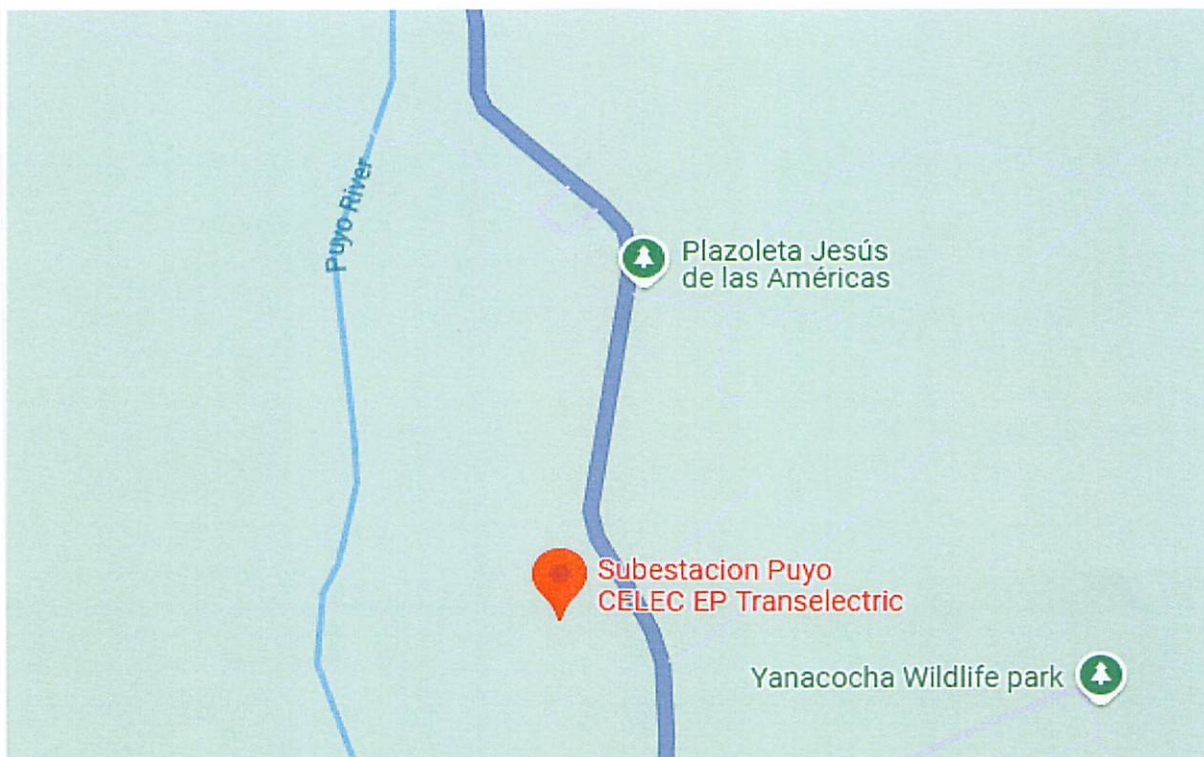 Puyo River
Plazoleta Jesús
de las Américas
Subestacion Puyo
CELEC EP Transelectric
Yanacocha Wildlife park